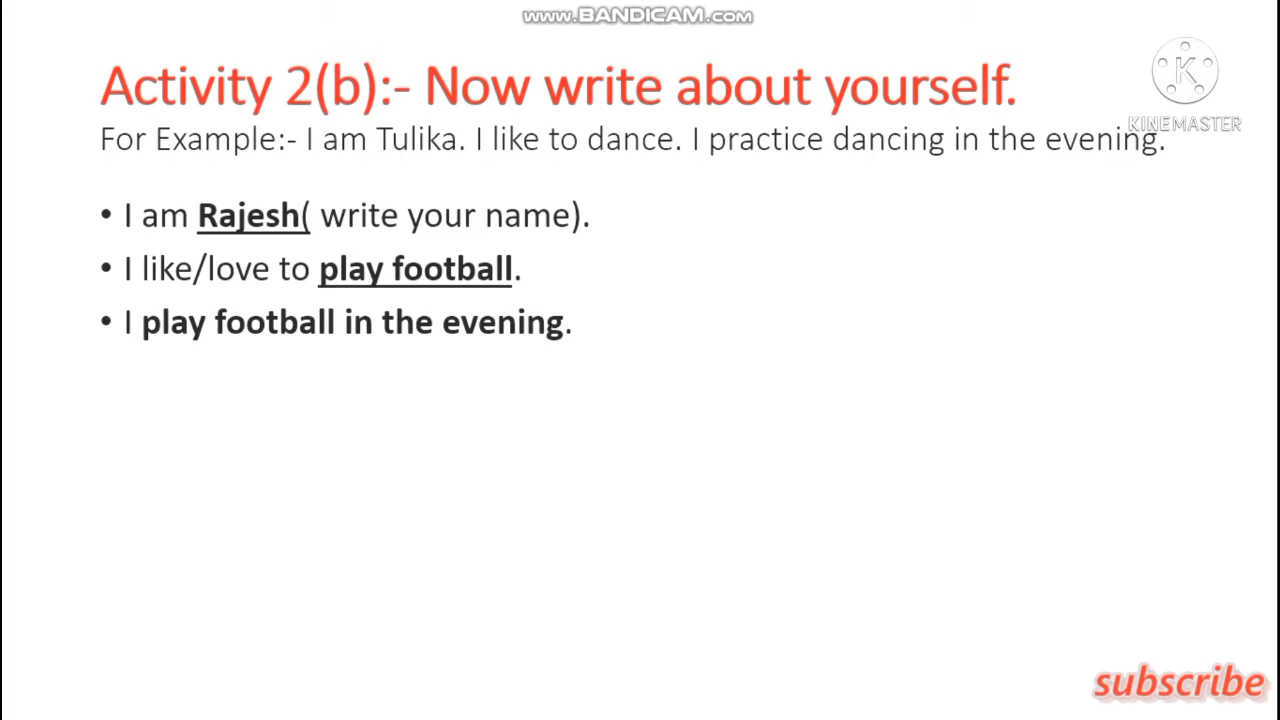 www.BANDICAM.com
Activity 2(b):- Now write about yourself.
K
KINEMASTER
For Example:- I am Tulika. I like to dance. I practice dancing in the evening.
• I am Rajesh( write your name).
• I like/love to play football.
• I play football in the evening.
subscribe